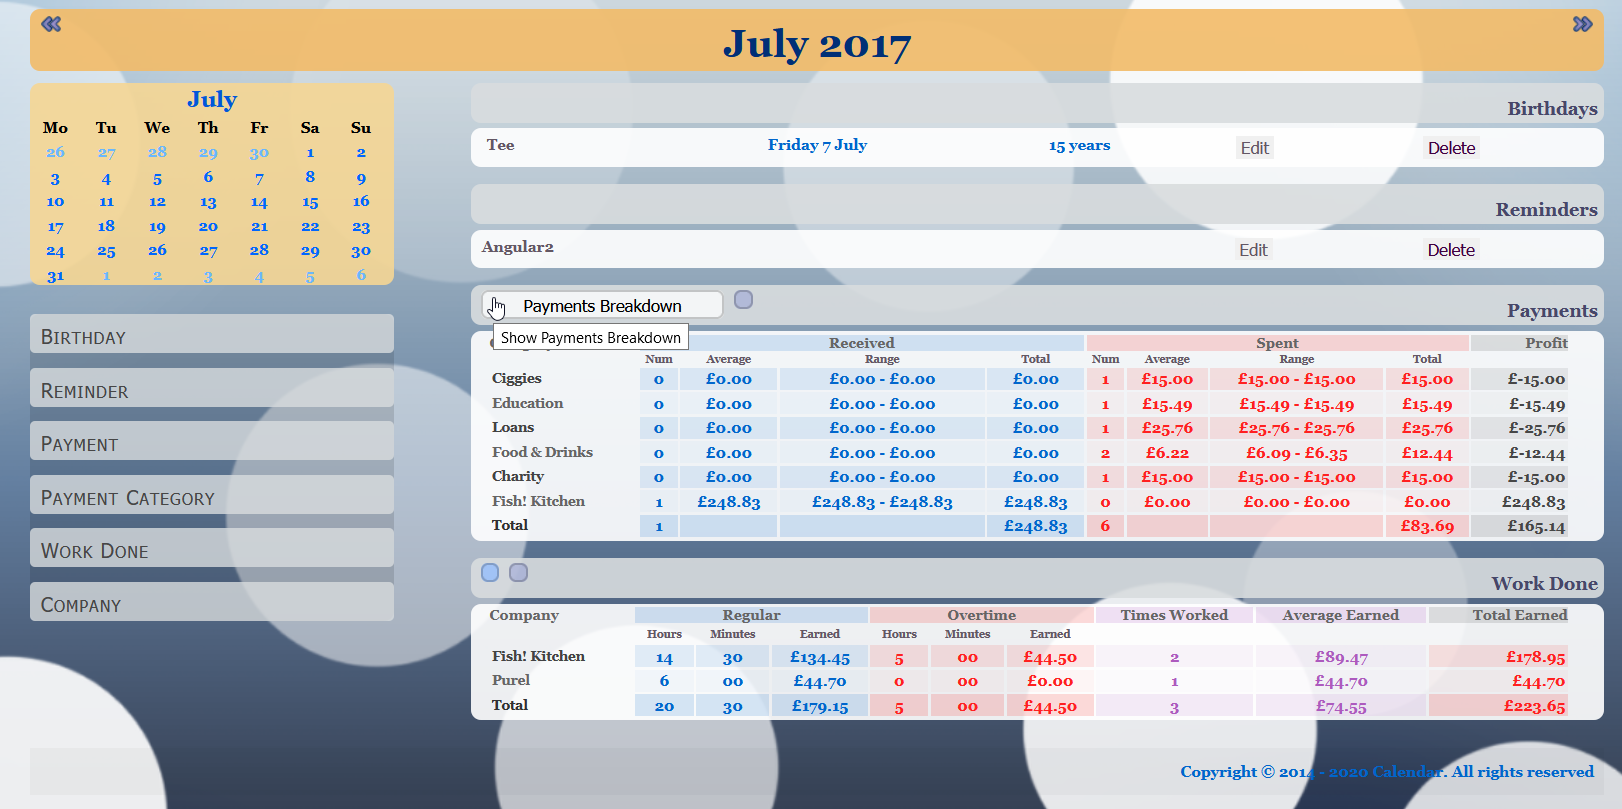 July 2017
July
Mo Tu We Th Fr Sa Su
26 27 28 29 30 1 2
3 4 5 6 7 8 9
10 11 12 13 14 15 16
17 18 19 20 21 22 23
24 25 26 27 28 29 30
31 1 2 3 4 5 6
Birthday
Reminder
Payment
Payment Category
Work Done
Company
Birthdays
Tee Friday 7 July 15 years Edit Delete
Reminders
Angular2 Edit Delete
Payments Breakdown Payments
Show Payments Breakdown
Received Spent Profit
Num Average Range Total Num Average Range Total
Ciggies 0 £0.00 £0.00 - £0.00 £0.00 1 £15.00 £15.00 - £15.00 £15.00 £-15.00
Education 0 £0.00 £0.00 - £0.00 £0.00 1 £15.49 £15.49 - £15.49 £15.49 £-15.49
Loans 0 £0.00 £0.00 - £0.00 £0.00 1 £25.76 £25.76 - £25.76 £25.76 £-25.76
Food & Drinks 0 £0.00 £0.00 - £0.00 £0.00 2 £6.22 £6.09 - £6.35 £12.44 £-12.44
Charity 0 £0.00 £0.00 - £0.00 £0.00 1 £15.00 £15.00 - £15.00 £15.00 £-15.00
Fish! Kitchen 1 £248.83 £248.83 - £248.83 £248.83 0 £0.00 £0.00 - £0.00 £0.00 £248.83
Total 1 £248.83 6 £83.69 £165.14
Work Done
Company Regular Overtime Times Worked Average Earned Total Earned
Hours Minutes Earned Hours Minutes Earned
Fish! Kitchen 14 30 £134.45 5 00 £44.50 2 £89.47 £178.95
Purel 6 00 £44.70 0 00 £0.00 1 £44.70 £44.70
Total 20 30 £179.15 5 00 £44.50 3 £74.55 £223.65
Copyright © 2014 - 2020 Calendar. All rights reserved